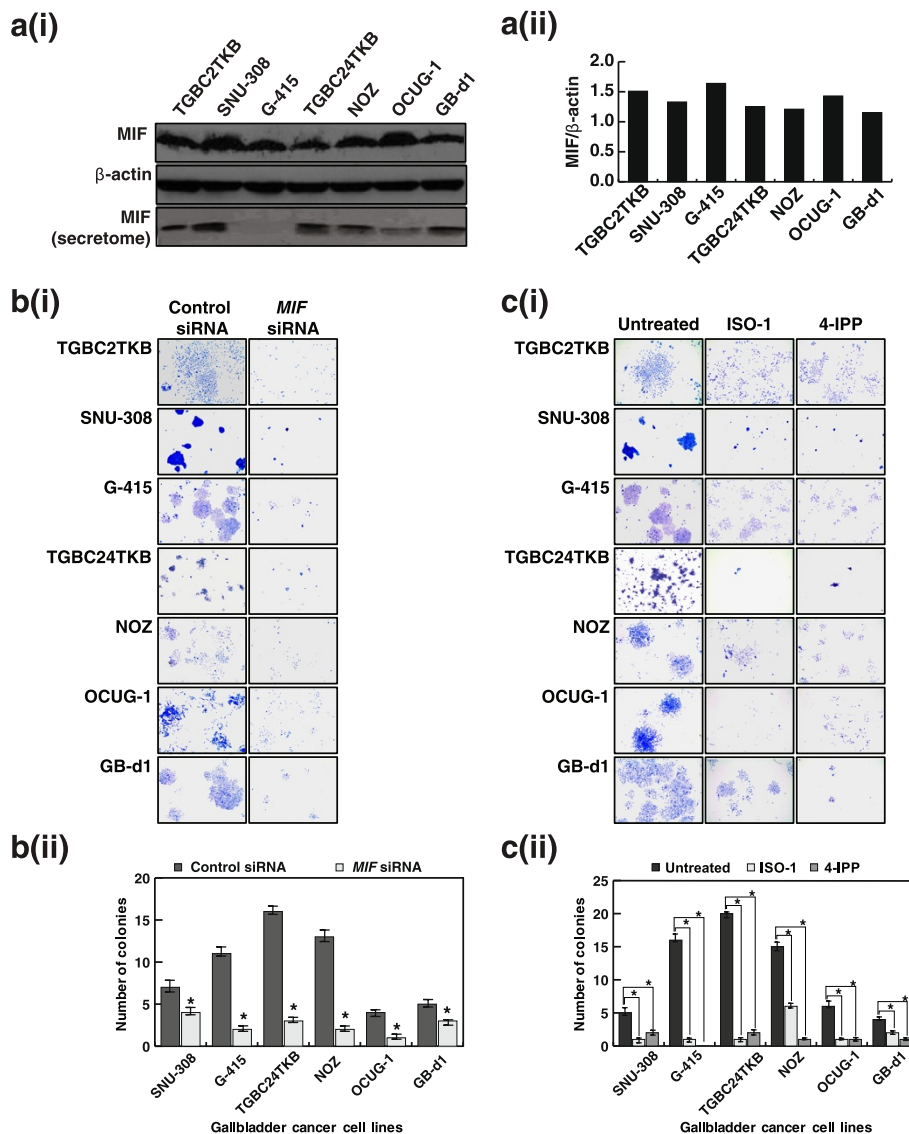 a(i)
TGBC2TKB
SNU-308
G-415
TGBC24TKB
NOZ
OCUG-1
GB-d1
MIF
β-actin
MIF
(secretome)
a(ii)
MIF/β-actin
2.0
1.5
1.0
0.5
0.0
TGBC2TKB
SNU-308
G-415
TGBC24TKB
NOZ
OCUG-1
GB-d1
b(i)
Control
siRNA
MIF
siRNA
TGBC2TKB
SNU-308
G-415
TGBC24TKB
NOZ
OCUG-1
GB-d1
c(i)
Untreated
ISO-1
4-IPP
TGBC2TKB
SNU-308
G-415
TGBC24TKB
NOZ
OCUG-1
GB-d1
b(ii)
Control siRNA
MIF siRNA
Number of colonies
20
15
10
5
0
* * * * * *
SNU-308
G-415
TGBC24TKB
NOZ
OCUG-1
GB-d1
Gallbladder cancer cell lines
c(ii)
Untreated
ISO-1
4-IPP
Number of colonies
25
20
15
10
5
0
* * * * * * * * * * * *
SNU-308
G-415
TGBC24TKB
NOZ
OCUG-1
GB-d1
Gallbladder cancer cell lines